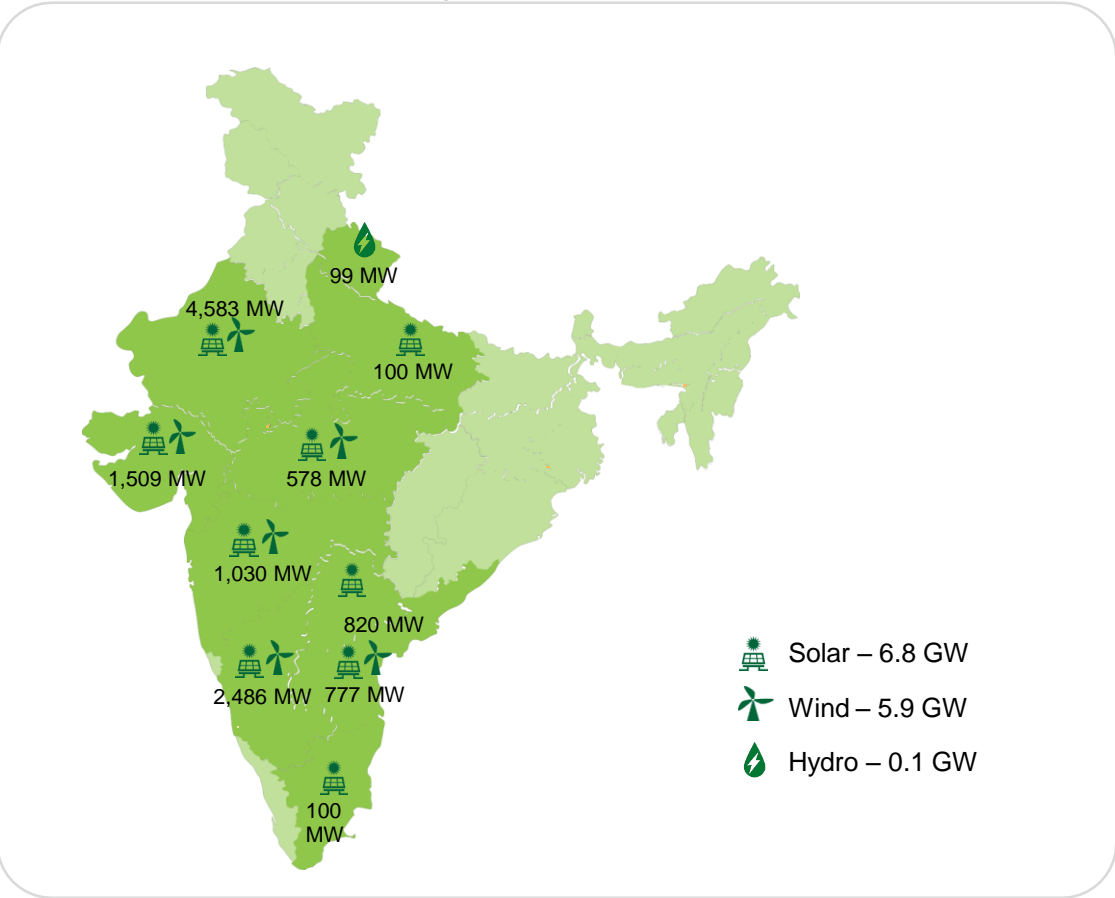 99 MW
4,583 MW
100 MW
1,509 MW
578 MW
1,030 MW
820 MW
2,486 MW
777 MW
100
MW
Solar – 6.8 GW
Wind – 5.9 GW
Hydro – 0.1 GW